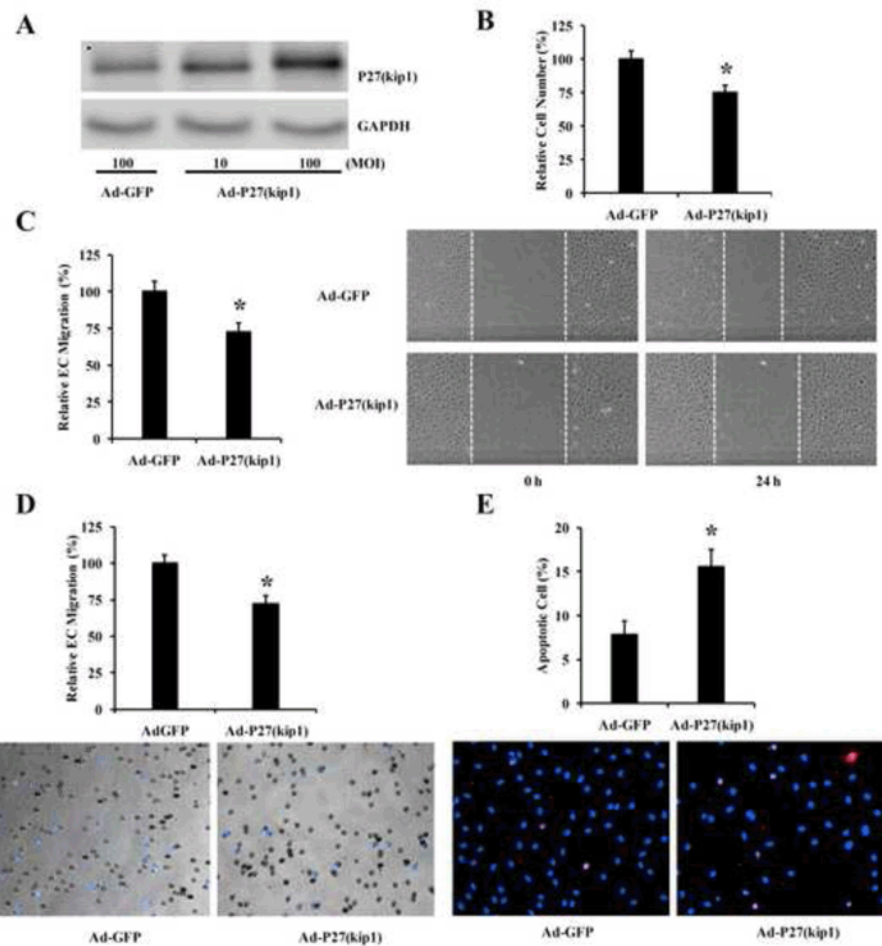 A
P27(kip1)
GAPDH
100 10 100 (MOI)
Ad-GFP Ad-P27(kip1)
B
Relative Cell Number (%)
125
100
75
50
25
0
*
Ad-GFP Ad-P27(kip1)
C
Relative EC Migration (%)
125
100
75
50
25
0
*
Ad-GFP Ad-P27(kip1)
Ad-GFP
Ad-P27(kip1)
0 h 24 h
D
Relative EC Migration (%)
125
100
75
50
25
0
*
AdGFP Ad-P27(kip1)
Ad-GFP Ad-P27(kip1)
E
Apoptotic Cell (%)
20
15
10
5
0
*
Ad-GFP Ad-P27(kip1)
Ad-GFP Ad-P27(kip1)